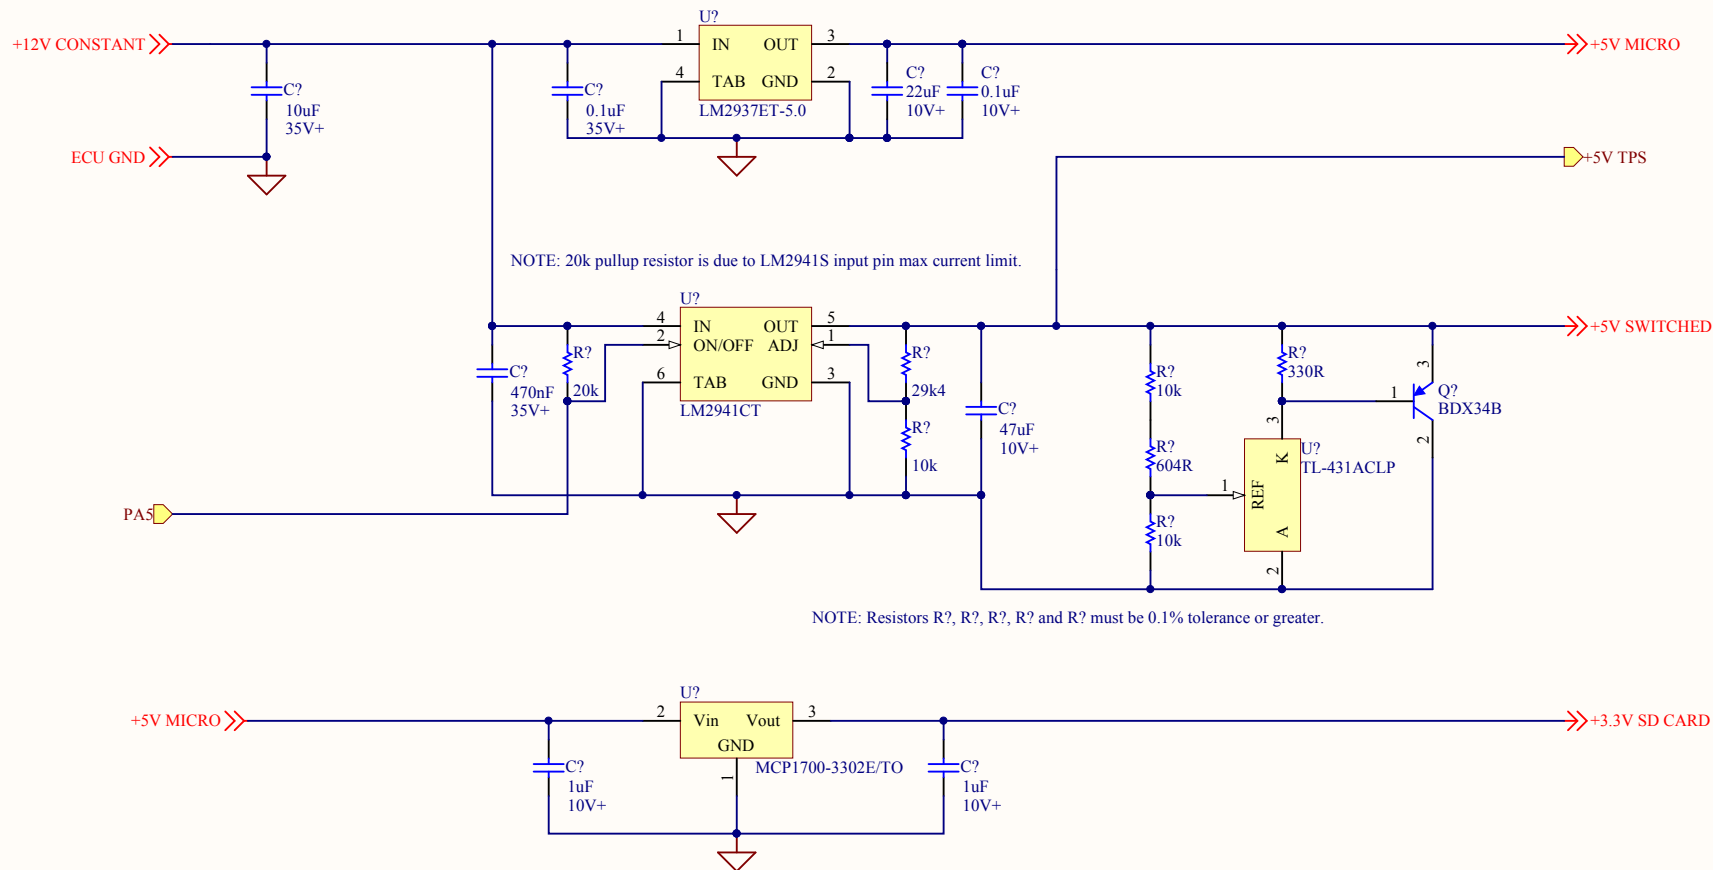 +12V CONSTANT
ECU GND
C?
10uF
35V+
C?
0.1uF
35V+
U?
1 IN OUT 3
4 TAB GND 2
LM2937ET-5.0
C?
22uF
10V+
C?
0.1uF
10V+
+5V MICRO
+5V TPS
NOTE: 20k pullup resistor is due to LM2941S input pin max current limit.
C?
470nF
35V+
R?
20k
U?
4 IN OUT 5
2 ON/OFF ADJ 1
6 TAB GND 3
LM2941CT
R?
29k4
R?
10k
C?
47uF
10V+
PA5
R?
10k
R?
604R
R?
10k
R?
330R
3
K
U?
TL-431ACLP
1
REF
A
2
3
1
Q?
BDX34B
2
+5V SWITCHED
NOTE: Resistors R?, R?, R?, R? and R? must be 0.1% tolerance or greater.
+5V MICRO
C?
1uF
10V+
U?
2 Vin Vout 3
GND
1
MCP1700-3302E/TO
C?
1uF
10V+
+3.3V SD CARD